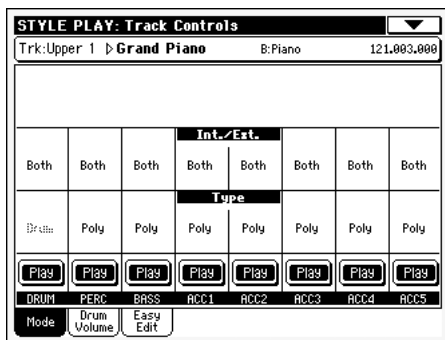 STYLE PLAY: Track Controls
Trk:Upper 1 ▷Grand Piano B:Piano 121.003.000
Int./Ext.
Both Both Both Both Both Both Both Both
Type
Drum Poly Poly Poly Poly Poly Poly Poly
Play Play Play Play Play Play Play Play
DRUM PERC BASS ACC1 ACC2 ACC3 ACC4 ACC5
Mode Drum Volume Easy Edit